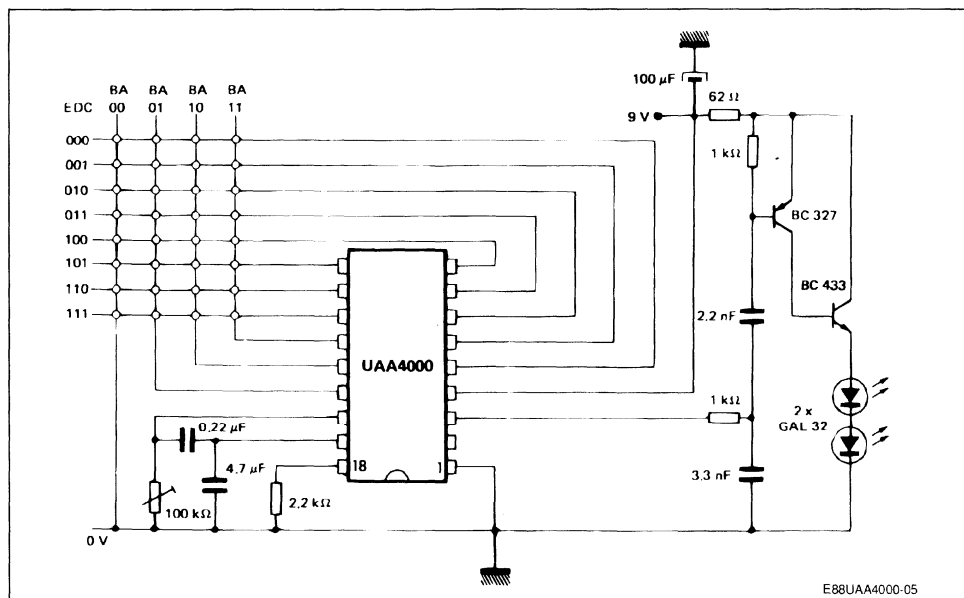 100 µF
BA BA BA BA
EDC 00 01 10 11
9 V
62 Ω
000
001
010
011
100
101
110
111
1 kΩ
BC 327
BC 433
2,2 nF
UAA4000
1 kΩ
2 x
GAL 32
0,22 µF
4,7 µF
18
1
3,3 nF
100 kΩ
2,2 kΩ
0 V
E88UAA4000-05